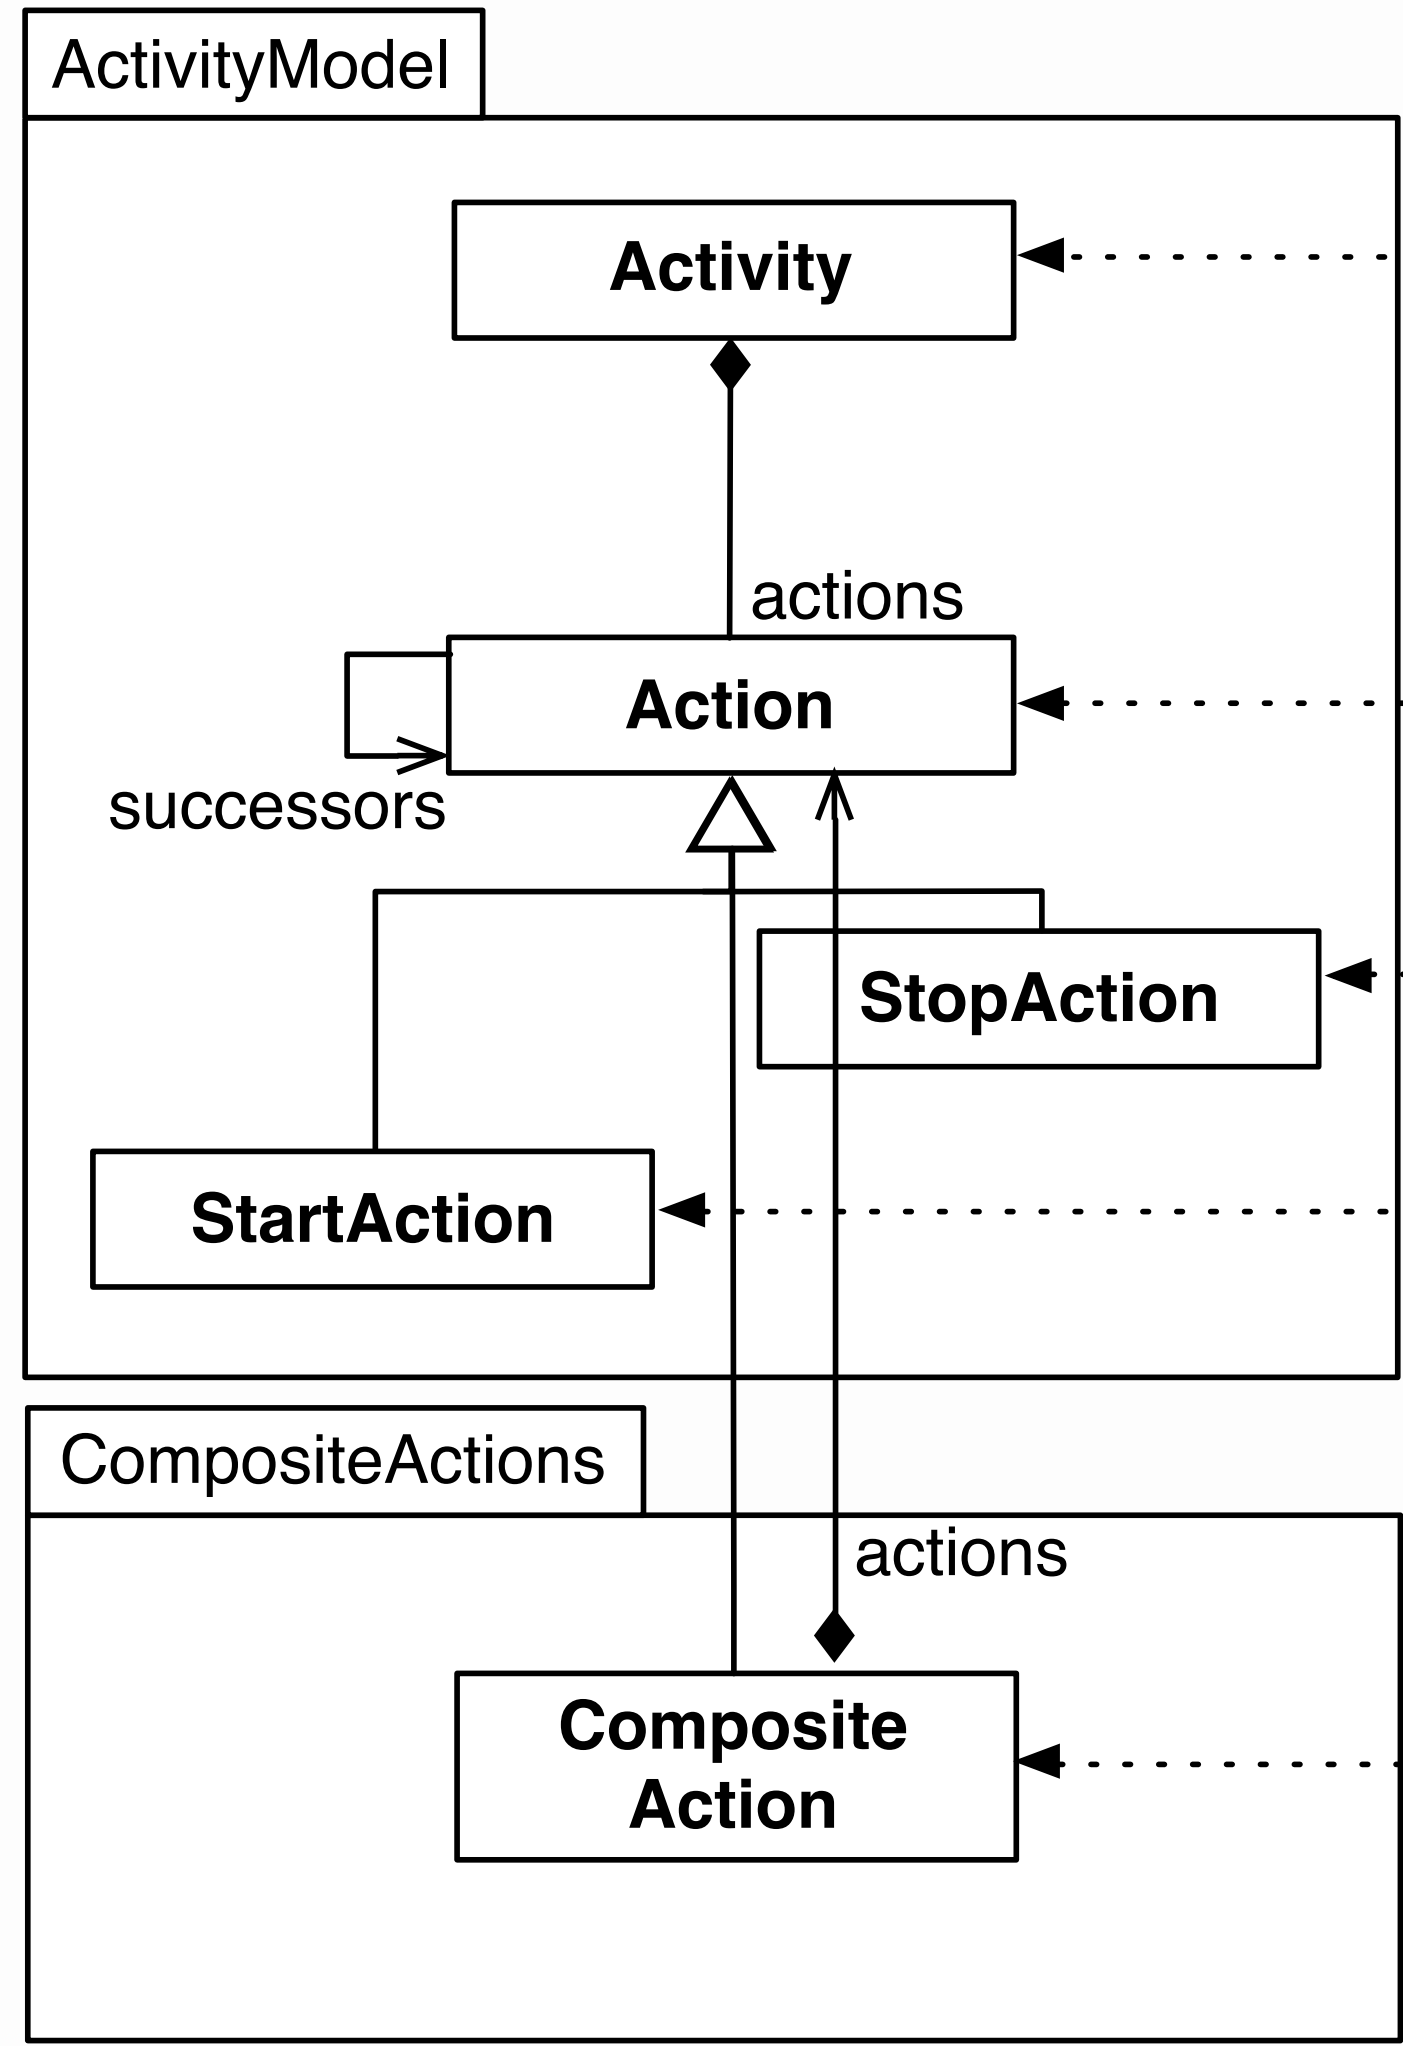 ActivityModel
Activity
actions
Action
successors
StopAction
StartAction
CompositeActions
actions
Composite
Action